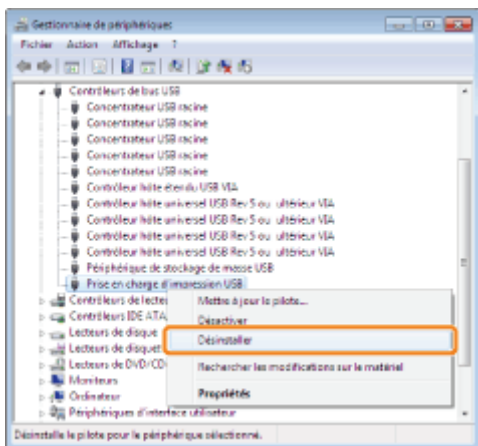 Gestionnaire de périphériques
Fichier Action Affichage ?
Contrôleurs de bus USB
Concentrateur USB racine
Concentrateur USB racine
Concentrateur USB racine
Concentrateur USB racine
Concentrateur USB racine
Contrôleur hôte étendu USB VIA
Contrôleur hôte universel USB Rev 5 ou ultérieur VIA
Contrôleur hôte universel USB Rev 5 ou ultérieur VIA
Contrôleur hôte universel USB Rev 5 ou ultérieur VIA
Contrôleur hôte universel USB Rev 5 ou ultérieur VIA
Périphérique de stockage de masse USB
Prise en charge d'impression USB
Contrôleurs de lecte
Mettre à jour le pilote...
Contrôleurs IDE ATA
Désactiver
Lecteurs de disque
Désinstaller
Lecteurs de disquet
Lecteurs de DVD/CD
Rechercher les modifications sur le matériel
Moniteurs
Ordinateur
Propriétés
Périphériques d'interface utilisateur
Désinstalle le pilote pour le périphérique sélectionné.